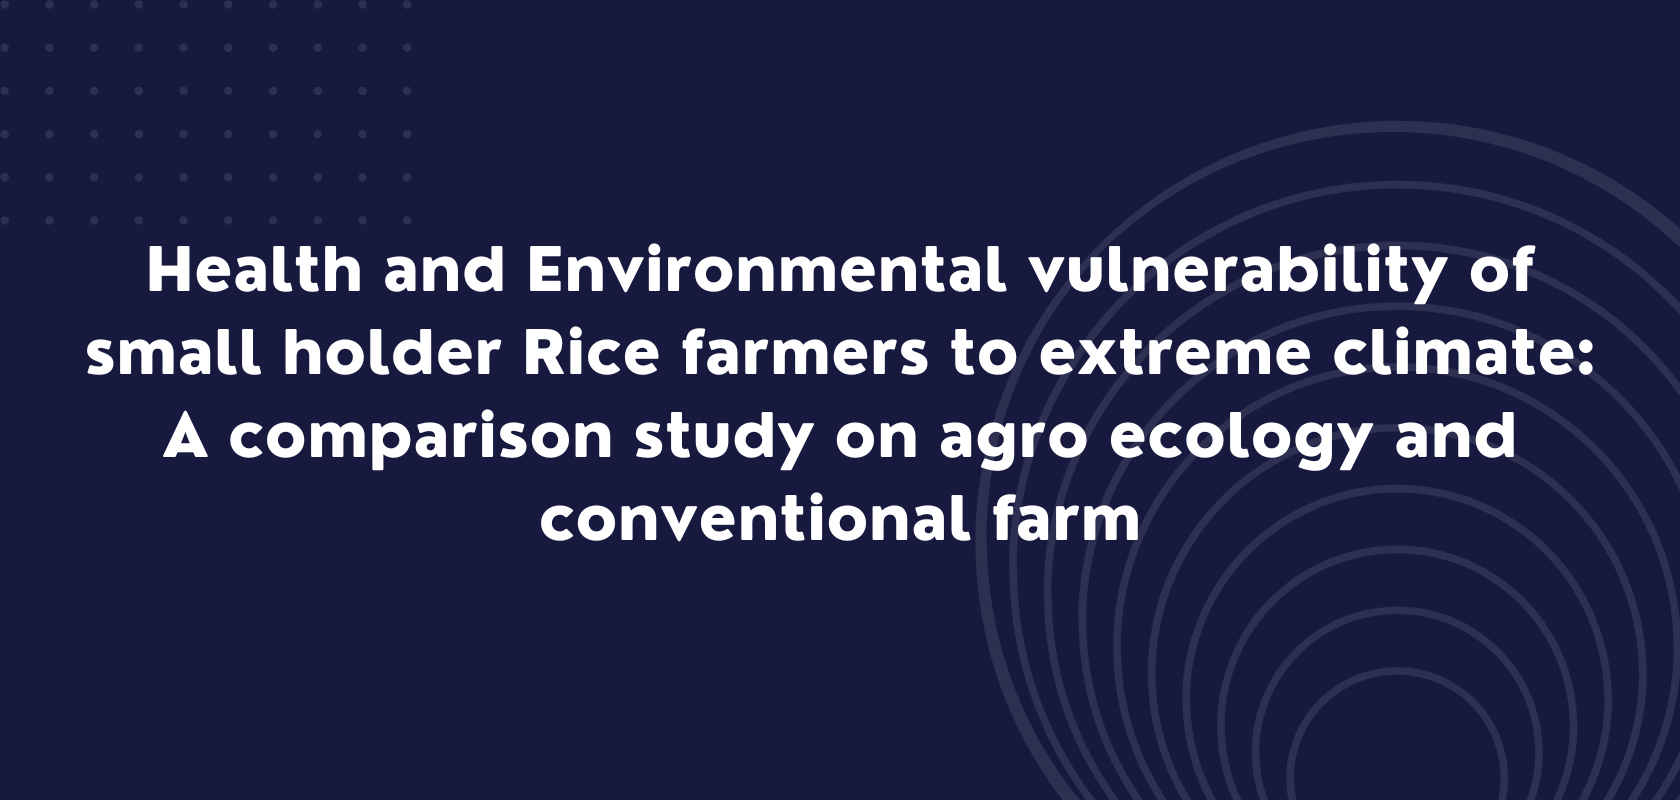 Health and Environmental vulnerability of
small holder Rice farmers to extreme climate:
A comparison study on agro ecology and
conventional farm